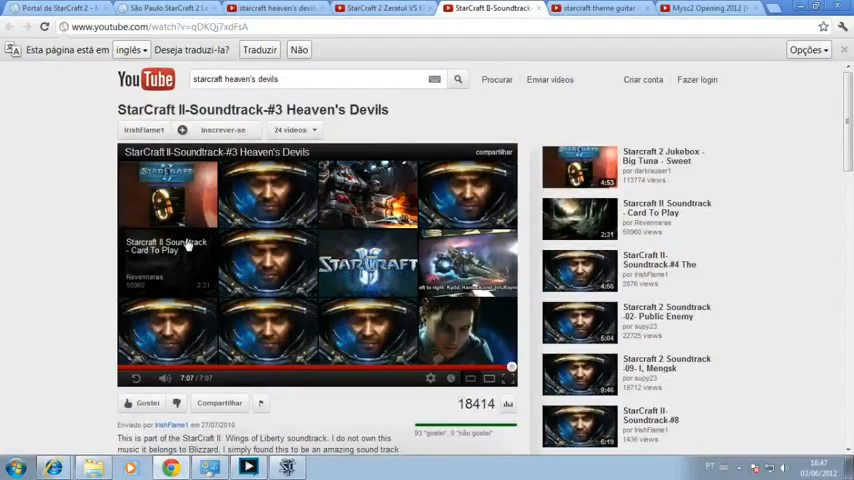 Portal de StarCraft 2 - A
São Paulo StarCraft 2 Le
starcraft heaven's devils
StarCraft 2 Zeratul VS K
StarCraft II-Soundtrack-
starcraft theme guitar -
Mysc2 Opening 2012 [H
www.youtube.com/watch?v=qDKQj7xdFsA
Esta página está em
inglês
Deseja traduzi-la?
Traduzir
Não
Opções
You Tube
starcraft heaven's devils
Procurar
Enviar vídeos
Criar conta
Fazer login
StarCraft II-Soundtrack-#3 Heaven's Devils
IrishFlame1
Inscrever-se
24 vídeos
StarCraft II-Soundtrack-#3 Heaven's Devils
compartilhar
STARCRAFT
Starcraft II Soundtrack
- Card To Play
Revennaras
50960
2:31
STARCRAFT
7:07 / 7:07
Gostei
Compartilhar
18414
Enviado por IrishFlame1 em 27/07/2010
93 "gostei", 0 "não gostei"
This is part of the StarCraft II: Wings of Liberty soundtrack. I do not own this
music it belongs to Blizzard, I simply found this to be an amazing sound track
Starcraft 2 Jukebox -
Big Tuna - Sweet
por darkrauser1
113774 views
4:53
Starcraft II Soundtrack
- Card To Play
por Revennaras
50960 views
2:31
StarCraft II-
Soundtrack-#4 The
por IrishFlame1
2876 views
4:56
Starcraft 2 Soundtrack
-02- Public Enemy
por supy23
22725 views
5:04
Starcraft 2 Soundtrack
-09- I, Mengsk
por supy23
19712 views
9:46
StarCraft II-
Soundtrack-#8
por IrishFlame1
1436 views
6:19
PT
16:47
03/06/2012